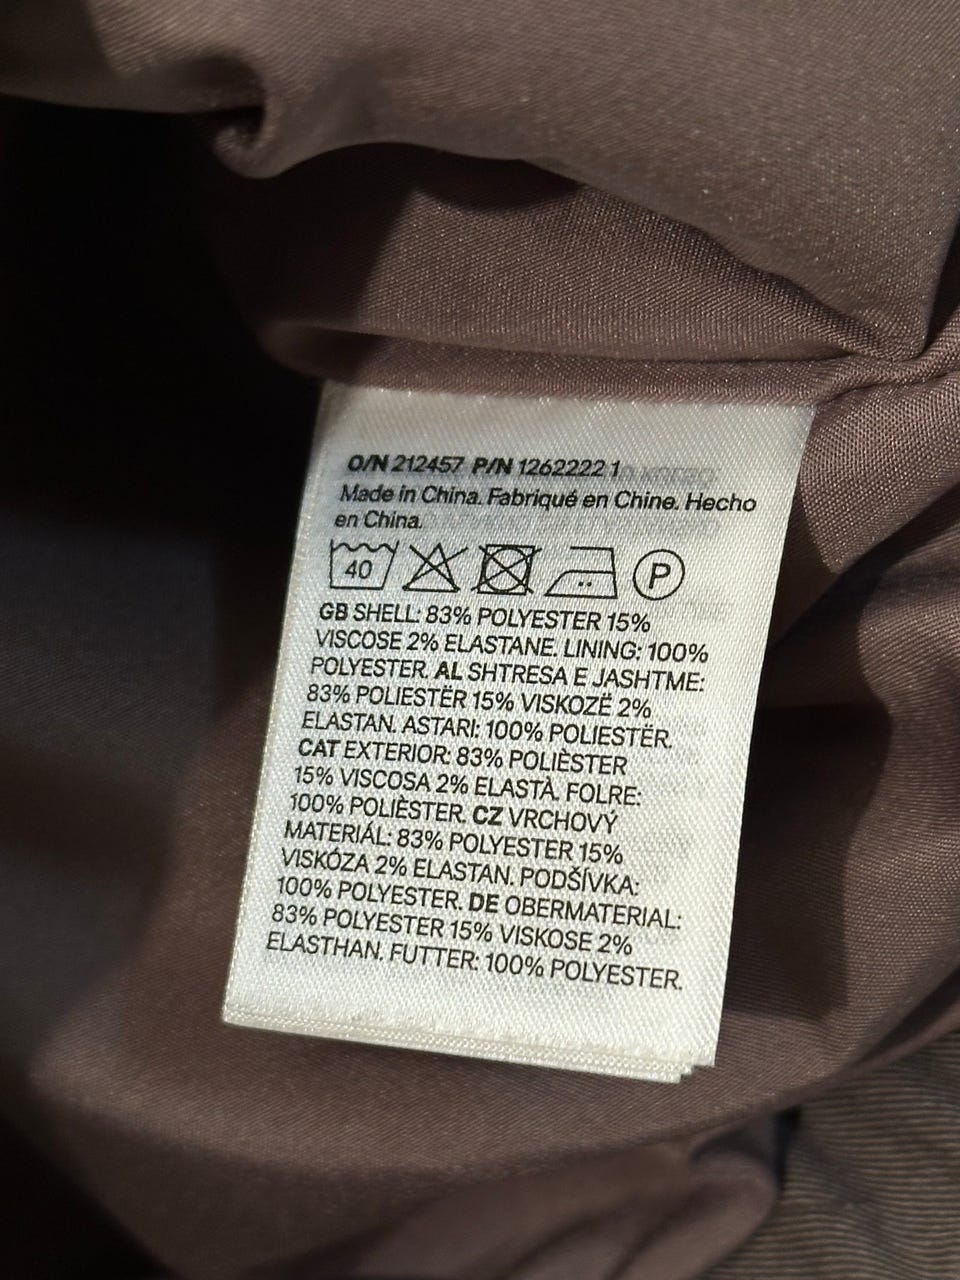 O/N 212457 P/N 1262222 1
Made in China. Fabriqué en Chine. Hecho
en China.
40 P
GB SHELL: 83% POLYESTER 15%
VISCOSE 2% ELASTANE. LINING: 100%
POLYESTER. AL SHTRESA E JASHTME:
83% POLIESTËR 15% VISKOZË 2%
ELASTAN. ASTARI: 100% POLIESTËR.
CAT EXTERIOR: 83% POLIÈSTER
15% VISCOSA 2% ELASTÀ. FOLRE:
100% POLIÈSTER. CZ VRCHOVÝ
MATERIÁL: 83% POLYESTER 15%
VISKÓZA 2% ELASTAN. PODŠÍVKA:
100% POLYESTER. DE OBERMATERIAL:
83% POLYESTER 15% VISKOSE 2%
ELASTHAN. FUTTER: 100% POLYESTER.